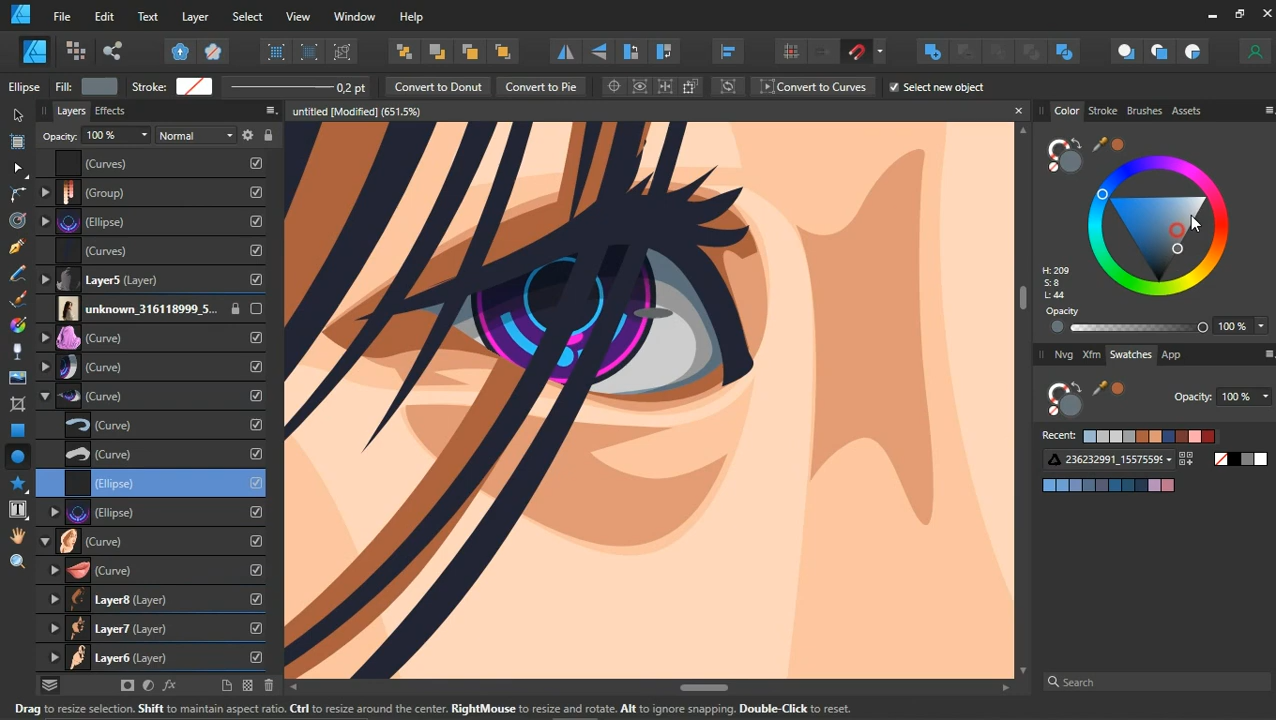 File Edit Text Layer Select View Window Help
Ellipse Fill: Stroke: 0,2 pt Convert to Donut Convert to Pie Convert to Curves Select new object
Layers Effects
untitled [Modified] (651.5%)
Color Stroke Brushes Assets
Opacity: 100 % Normal
(Curves)
(Group)
(Ellipse)
(Curves)
Layer5 (Layer)
unknown_316118999_5...
(Curve)
(Curve)
(Curve)
(Curve)
(Curve)
(Ellipse)
(Ellipse)
(Curve)
(Curve)
Layer8 (Layer)
Layer7 (Layer)
Layer6 (Layer)
H: 209
S: 8
L: 44
Opacity
100 %
Nvg Xfm Swatches App
Opacity: 100 %
Recent:
Search
Drag to resize selection. Shift to maintain aspect ratio. Ctrl to resize around the center. RightMouse to resize and rotate. Alt to ignore snapping. Double-Click to reset.